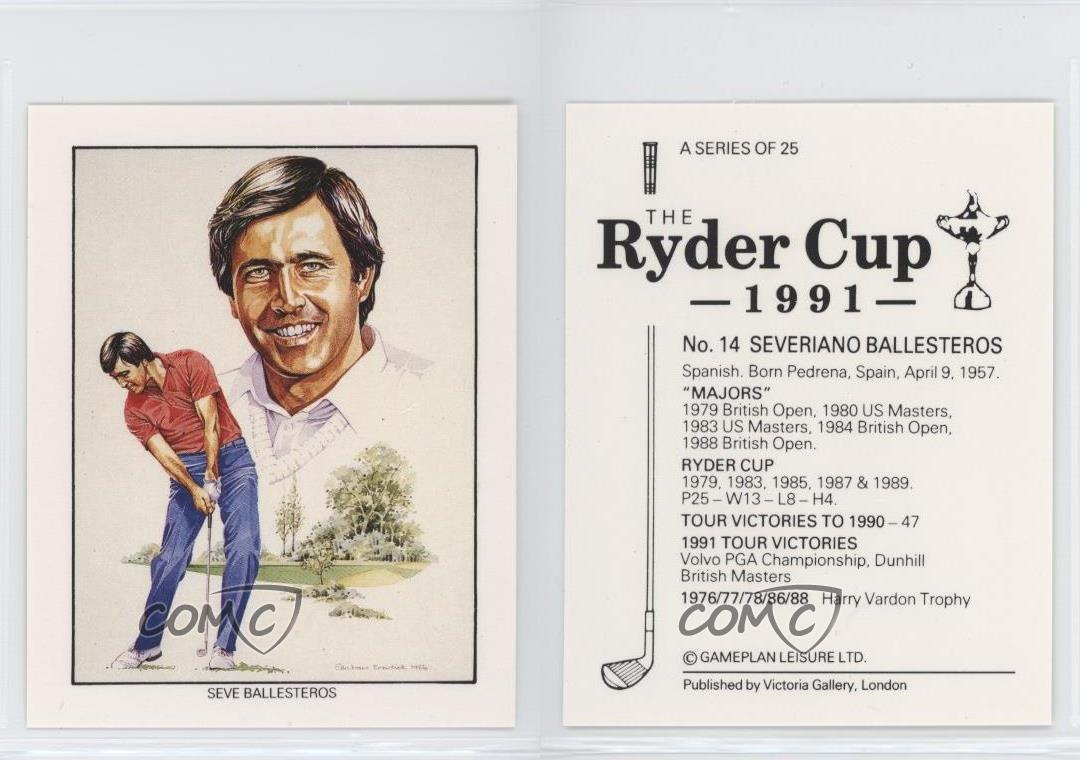 SEVE BALLESTEROS
COMC
A SERIES OF 25
THE
Ryder Cup
— 1991 —
No. 14 SEVERIANO BALLESTEROS
Spanish. Born Pedrena, Spain, April 9, 1957.
“MAJORS”
1979 British Open, 1980 US Masters,
1983 US Masters, 1984 British Open,
1988 British Open.
RYDER CUP
1979, 1983, 1985, 1987 & 1989.
P25 – W13 – L8 – H4.
TOUR VICTORIES TO 1990 – 47
1991 TOUR VICTORIES
Volvo PGA Championship, Dunhill
British Masters
1976/77/78/86/88 Harry Vardon Trophy
COMC
© GAMEPLAN LEISURE LTD.
Published by Victoria Gallery, London